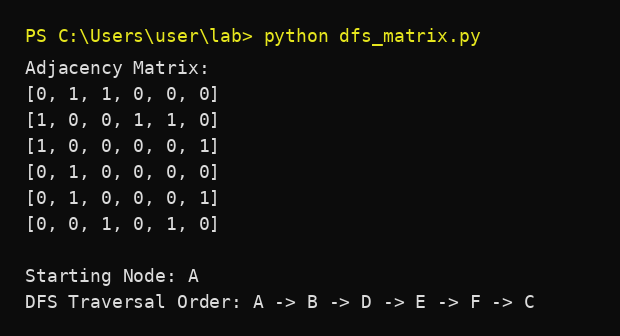 PS C:\Users\user\lab> python dfs_matrix.py
Adjacency Matrix:
[0, 1, 1, 0, 0, 0]
[1, 0, 0, 1, 1, 0]
[1, 0, 0, 0, 0, 1]
[0, 1, 0, 0, 0, 0]
[0, 1, 0, 0, 0, 1]
[0, 0, 1, 0, 1, 0]
Starting Node: A
DFS Traversal Order: A -> B -> D -> E -> F -> C